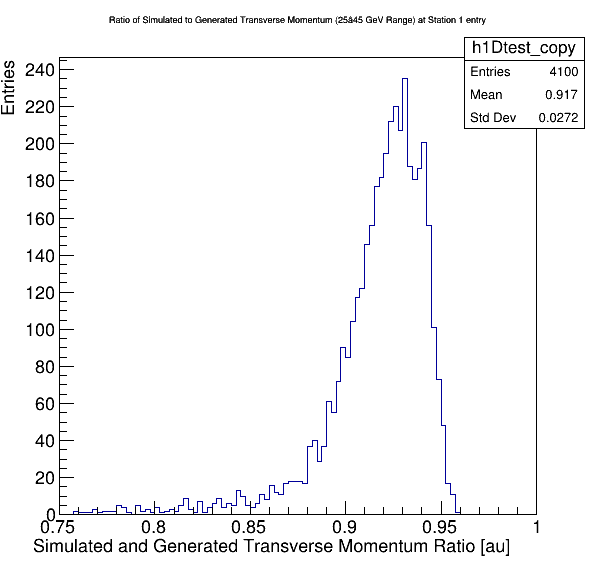 Ratio of Simulated to Generated Transverse Momentum (25â45 GeV Range) at Station 1 entry
h1Dtest_copy
Entries 4100
Mean 0.917
Std Dev 0.0272
Entries
240
220
200
180
160
140
120
100
80
60
40
20
0
0.75 0.8 0.85 0.9 0.95 1
Simulated and Generated Transverse Momentum Ratio [au]